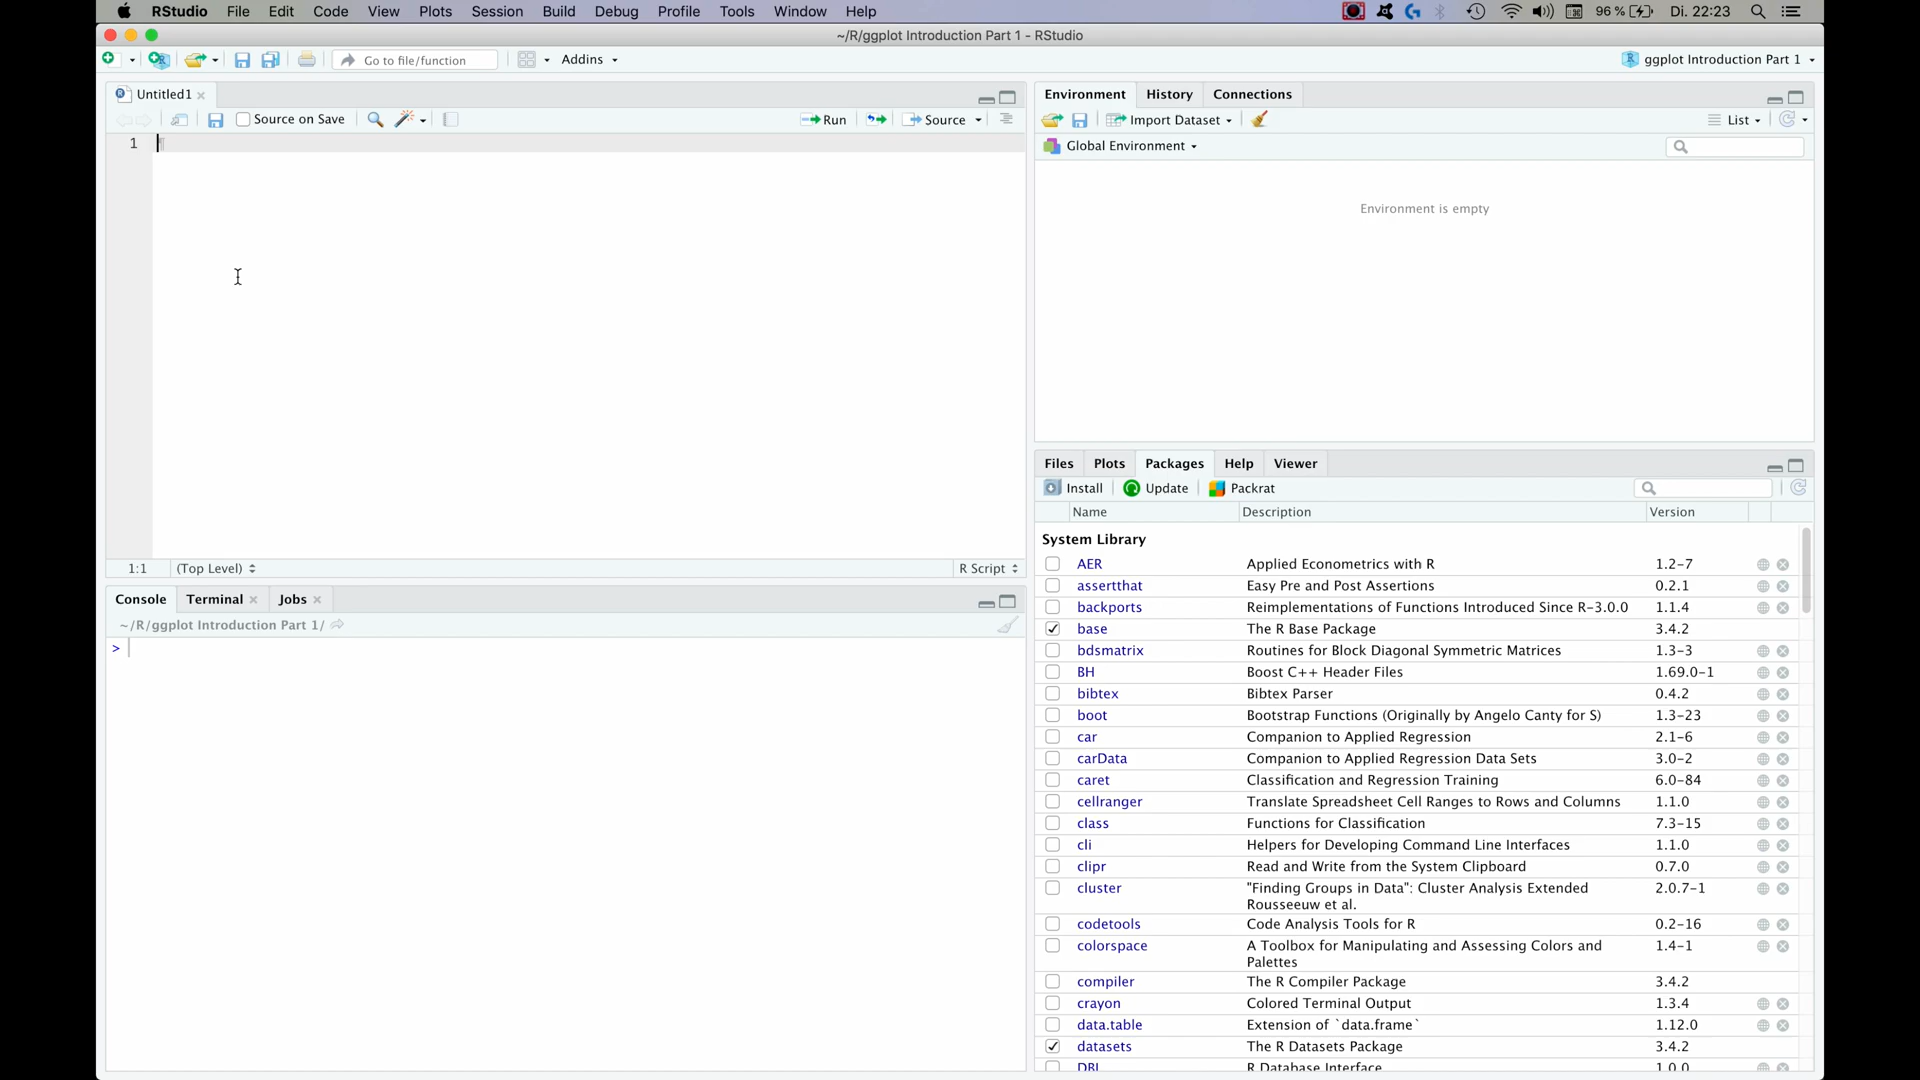 RStudio File Edit Code View Plots Session Build Debug Profile Tools Window Help 96 % Di. 22:23
~/R/ggplot Introduction Part 1 - RStudio
Go to file/function Addins ggplot Introduction Part 1
Untitled1
Source on Save Run Source
1
1:1 (Top Level) R Script
Console Terminal Jobs
~/R/ggplot Introduction Part 1/
>
Environment History Connections
Import Dataset List
Global Environment
Environment is empty
Files Plots Packages Help Viewer
Install Update Packrat
Name Description Version
System Library
AER Applied Econometrics with R 1.2-7
assertthat Easy Pre and Post Assertions 0.2.1
backports Reimplementations of Functions Introduced Since R-3.0.0 1.1.4
base The R Base Package 3.4.2
bdsmatrix Routines for Block Diagonal Symmetric Matrices 1.3-3
BH Boost C++ Header Files 1.69.0-1
bibtex Bibtex Parser 0.4.2
boot Bootstrap Functions (Originally by Angelo Canty for S) 1.3-23
car Companion to Applied Regression 2.1-6
carData Companion to Applied Regression Data Sets 3.0-2
caret Classification and Regression Training 6.0-84
cellranger Translate Spreadsheet Cell Ranges to Rows and Columns 1.1.0
class Functions for Classification 7.3-15
cli Helpers for Developing Command Line Interfaces 1.1.0
clipr Read and Write from the System Clipboard 0.7.0
cluster "Finding Groups in Data": Cluster Analysis Extended 2.0.7-1
Rousseeuw et al.
codetools Code Analysis Tools for R 0.2-16
colorspace A Toolbox for Manipulating and Assessing Colors and 1.4-1
Palettes
compiler The R Compiler Package 3.4.2
crayon Colored Terminal Output 1.3.4
data.table Extension of `data.frame` 1.12.0
datasets The R Datasets Package 3.4.2
DBI R Database Interface 1.0.0